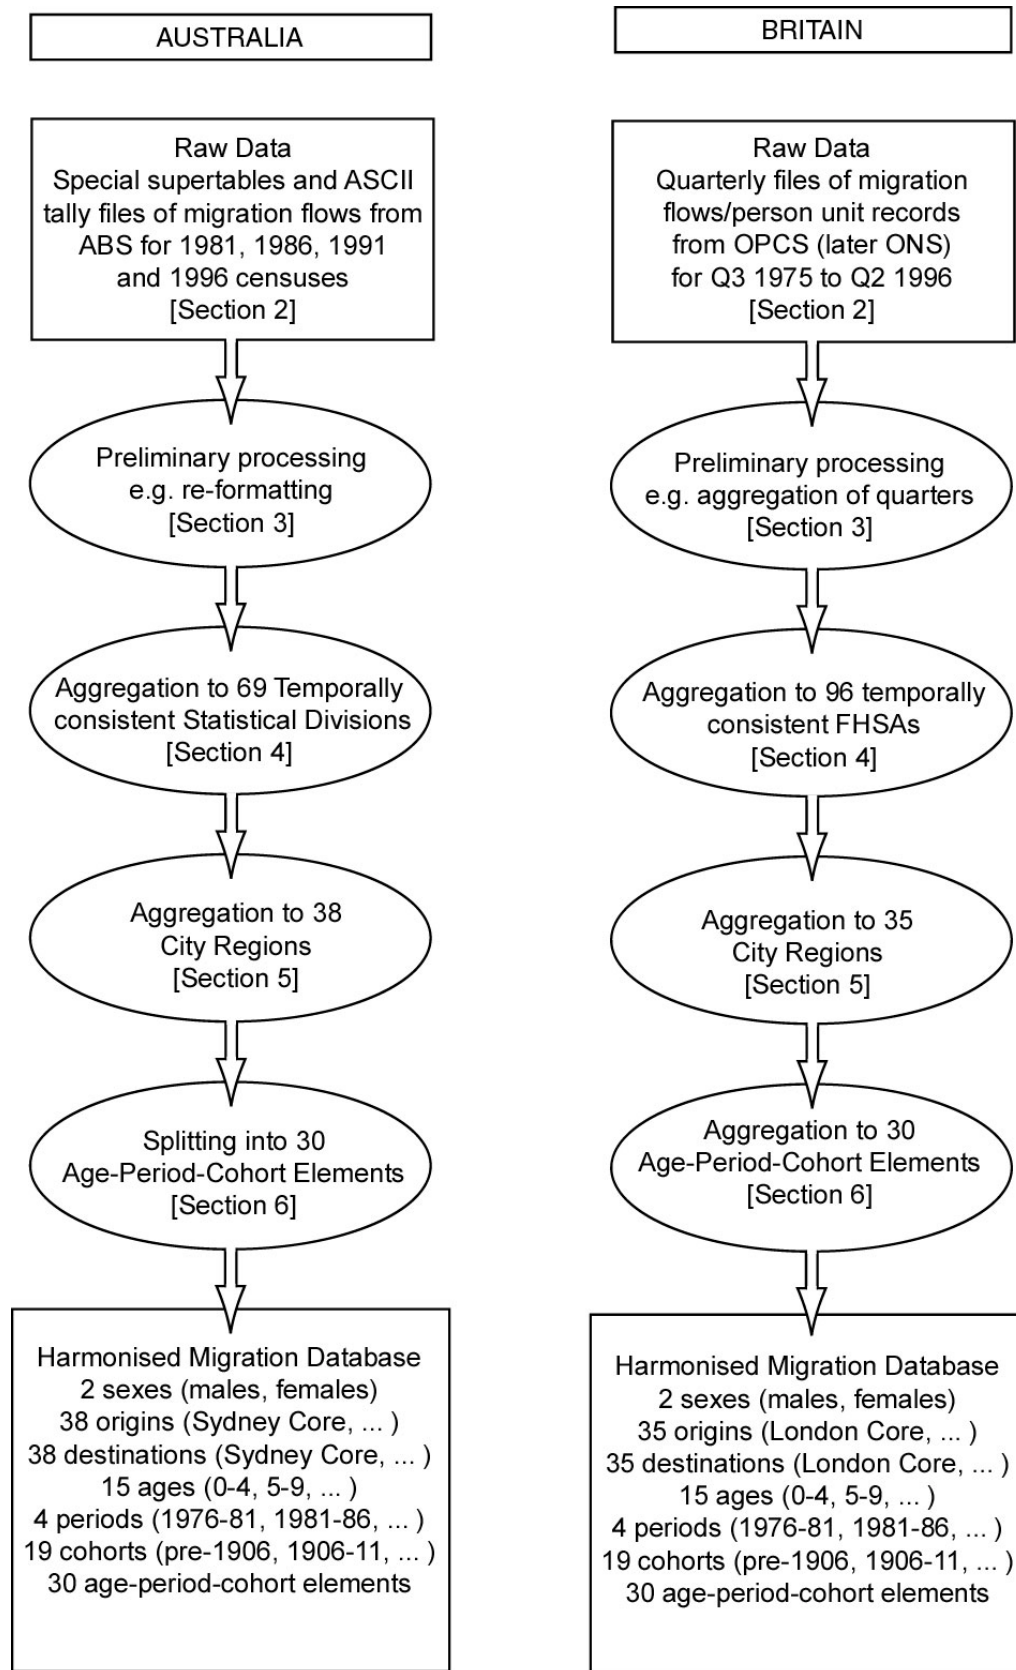 AUSTRALIA
Raw Data
Special supertables and ASCII
tally files of migration flows from
ABS for 1981, 1986, 1991
and 1996 censuses
[Section 2]
Preliminary processing
e.g. re-formatting
[Section 3]
Aggregation to 69 Temporally
consistent Statistical Divisions
[Section 4]
Aggregation to 38
City Regions
[Section 5]
Splitting into 30
Age-Period-Cohort Elements
[Section 6]
Harmonised Migration Database
2 sexes (males, females)
38 origins (Sydney Core, ... )
38 destinations (Sydney Core, ... )
15 ages (0-4, 5-9, ... )
4 periods (1976-81, 1981-86, ... )
19 cohorts (pre-1906, 1906-11, ... )
30 age-period-cohort elements
BRITAIN
Raw Data
Quarterly files of migration
flows/person unit records
from OPCS (later ONS)
for Q3 1975 to Q2 1996
[Section 2]
Preliminary processing
e.g. aggregation of quarters
[Section 3]
Aggregation to 96 temporally
consistent FHSAs
[Section 4]
Aggregation to 35
City Regions
[Section 5]
Aggregation to 30
Age-Period-Cohort Elements
[Section 6]
Harmonised Migration Database
2 sexes (males, females)
35 origins (London Core, ... )
35 destinations (London Core, ... )
15 ages (0-4, 5-9, ... )
4 periods (1976-81, 1981-86, ... )
19 cohorts (pre-1906, 1906-11, ... )
30 age-period-cohort elements